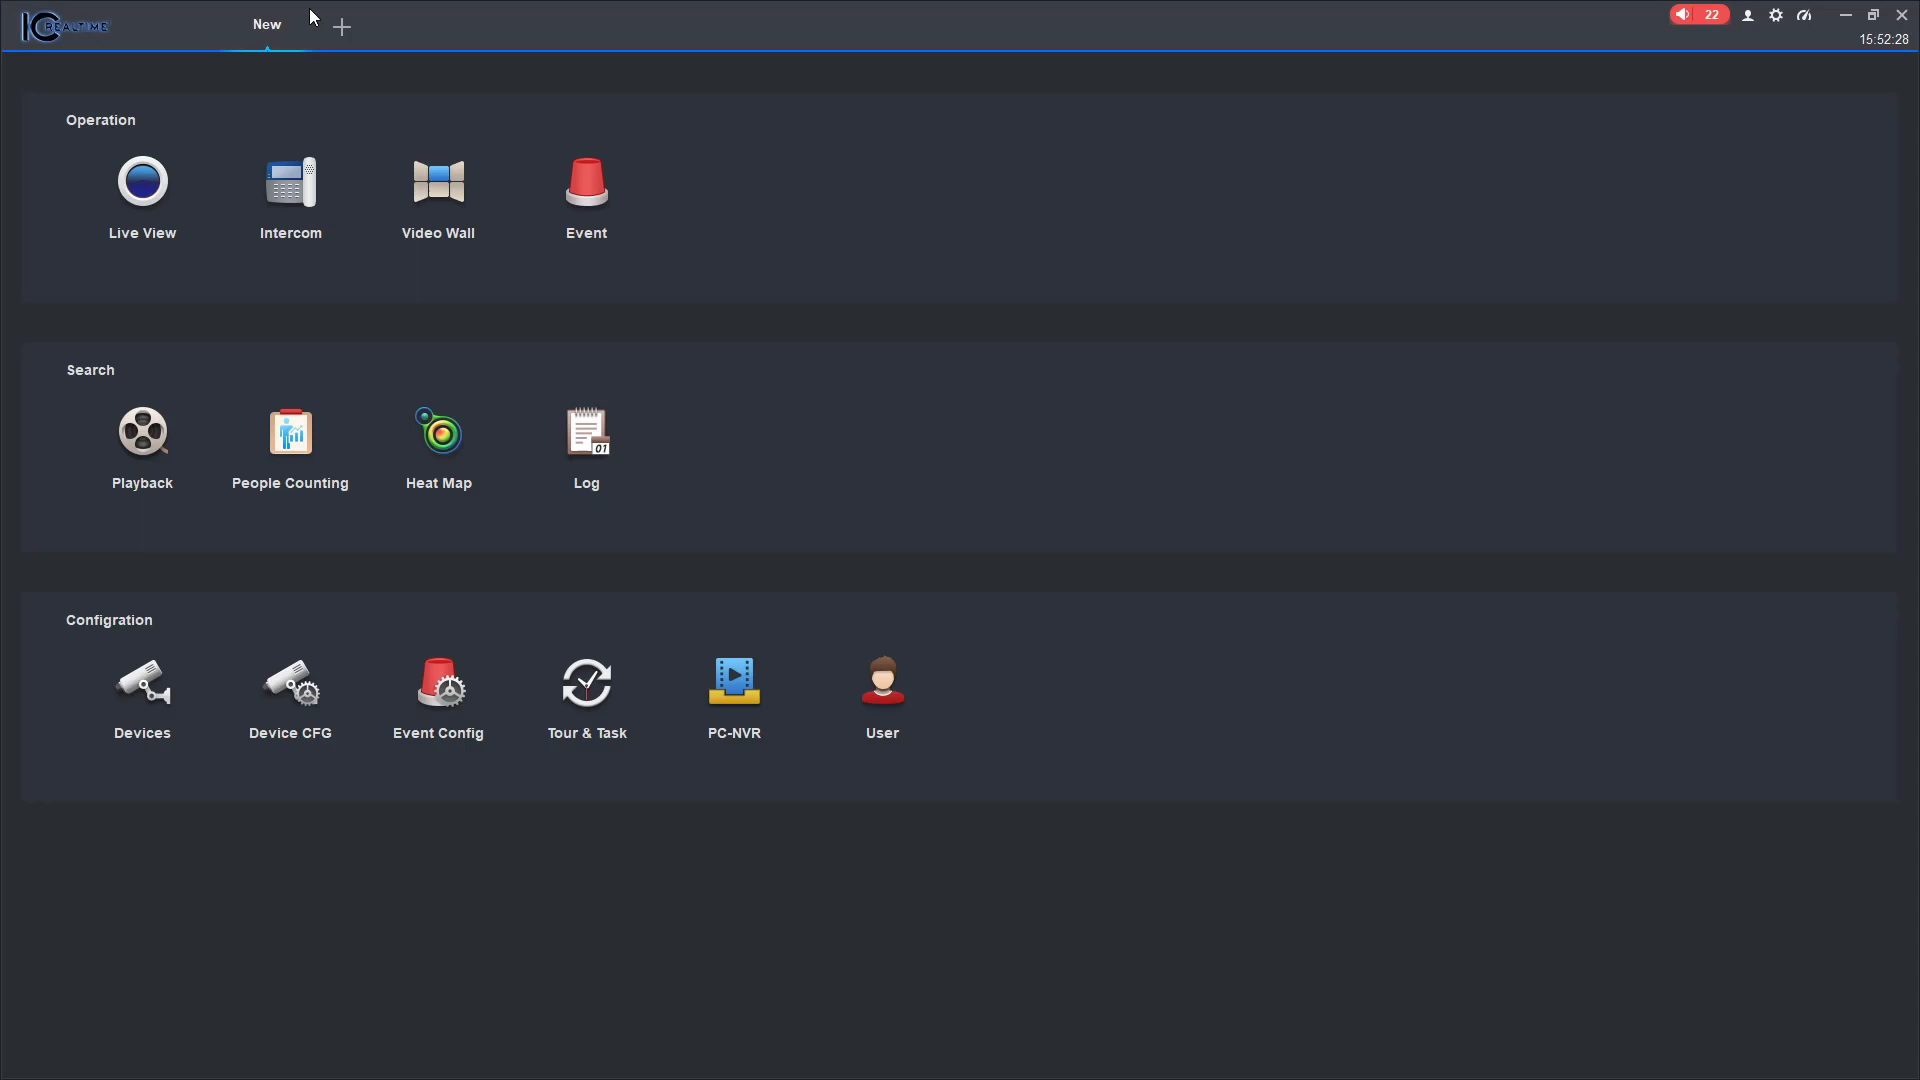 IC REALTIME
New
22
15:52:28
Operation
Live View
Intercom
Video Wall
Event
Search
Playback
People Counting
Heat Map
01
Log
Configration
Devices
Device CFG
Event Config
Tour & Task
PC-NVR
User